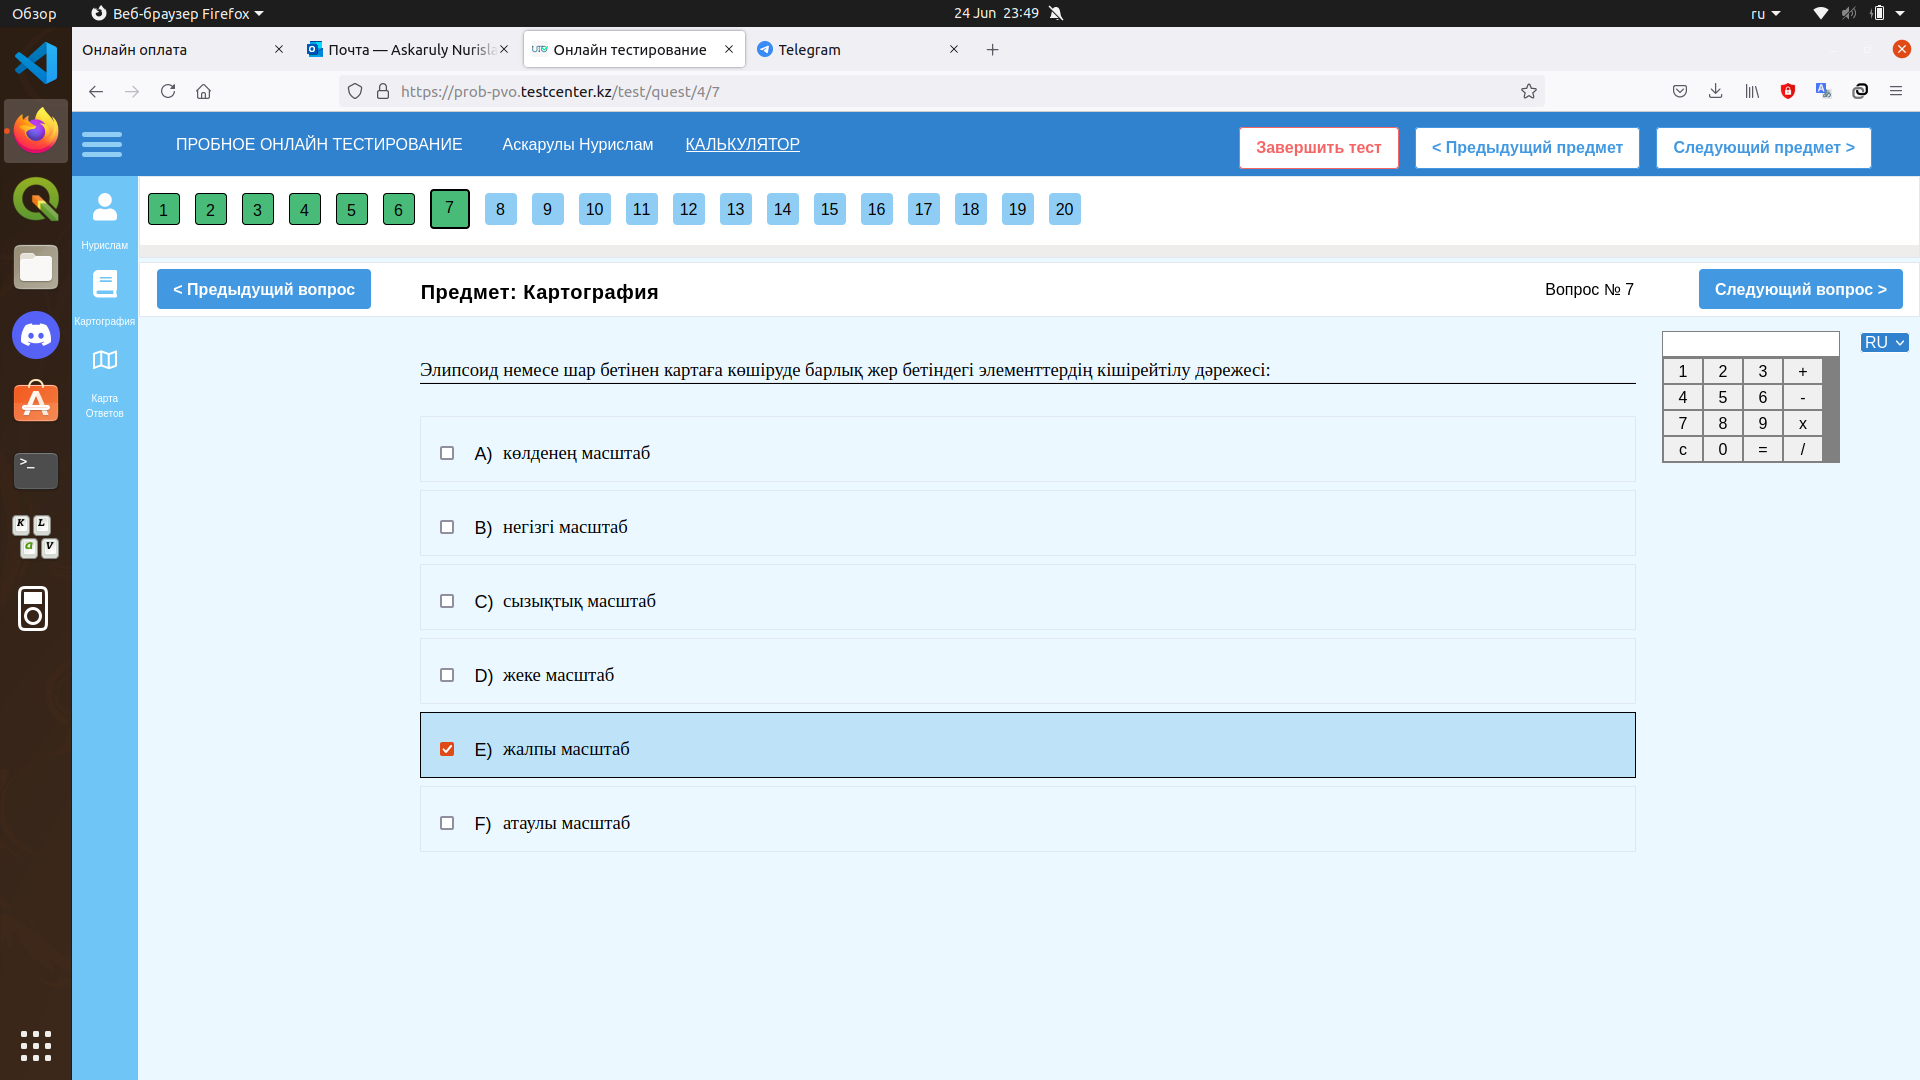 Обзор
Веб-браузер Firefox
24 Jun 23:49
ru
Онлайн оплата
Почта — Askaruly Nurisla
Онлайн тестирование
Telegram
https://prob-pvo.testcenter.kz/test/quest/4/7
ПРОБНОЕ ОНЛАЙН ТЕСТИРОВАНИЕ
Аскарулы Нурислам
КАЛЬКУЛЯТОР
Завершить тест
< Предыдущий предмет
Следующий предмет >
Нурислам
Картография
Карта
Ответов
1 2 3 4 5 6 7 8 9 10 11 12 13 14 15 16 17 18 19 20
< Предыдущий вопрос
Предмет: Картография
Вопрос № 7
Следующий вопрос >
Элипсоид немесе шар бетінен картаға көшіруде барлық жер бетіндегі элементтердің кішірейтілу дәрежесі:
A) көлденең масштаб
B) негізгі масштаб
C) сызықтық масштаб
D) жеке масштаб
E) жалпы масштаб
F) атаулы масштаб
1 2 3 +
4 5 6 -
7 8 9 x
c 0 = /
RU